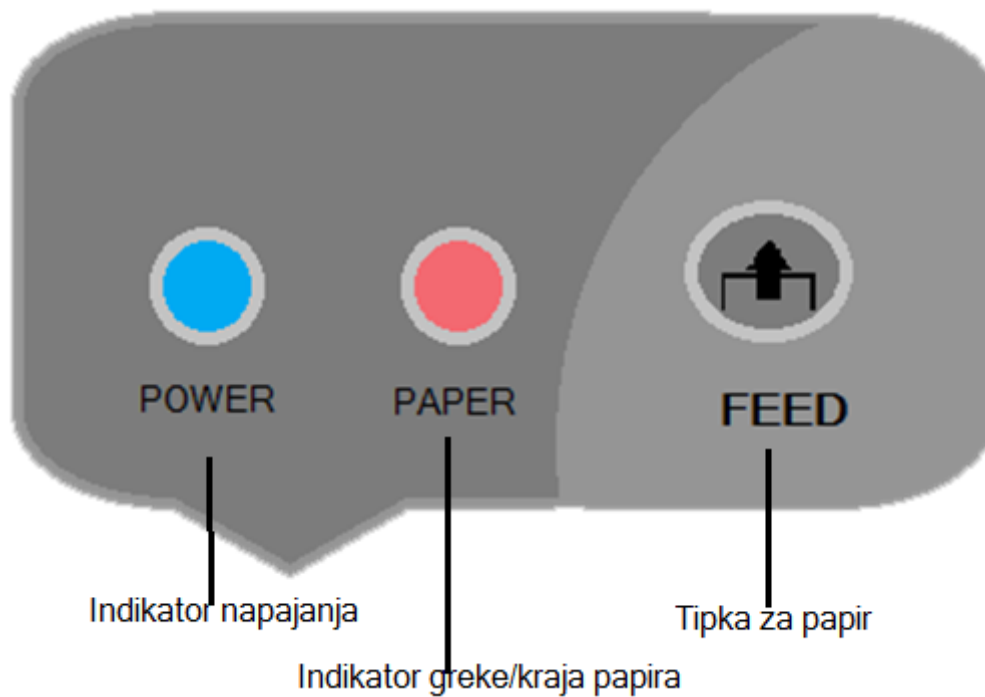 POWER
PAPER
FEED
Indikator napajanja
Tipka za papir
Indikator greke/kraja papira